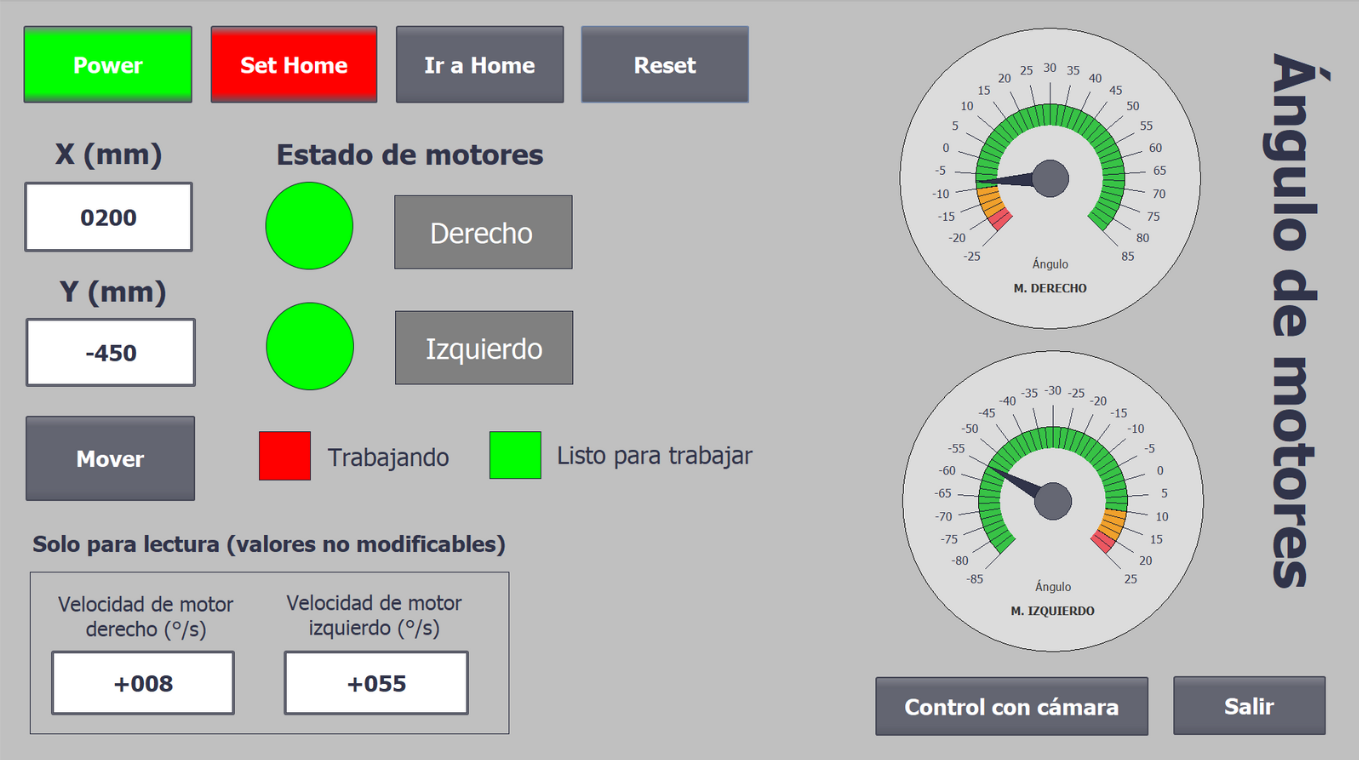 Power
Set Home
Ir a Home
Reset
X (mm)
0200
Y (mm)
-450
Mover
Estado de motores
Derecho
Izquierdo
Trabajando
Listo para trabajar
Solo para lectura (valores no modificables)
Velocidad de motor
derecho (°/s)
+008
Velocidad de motor
izquierdo (°/s)
+055
-25
-20
-15
-10
-5
0
5
10
15
20
25
30
35
40
45
50
55
60
65
70
75
80
85
Ángulo
M. DERECHO
-85
-80
-75
-70
-65
-60
-55
-50
-45
-40
-35
-30
-25
-20
-15
-10
-5
0
5
10
15
20
25
Ángulo
M. IZQUIERDO
Ángulo de motores
Control con cámara
Salir